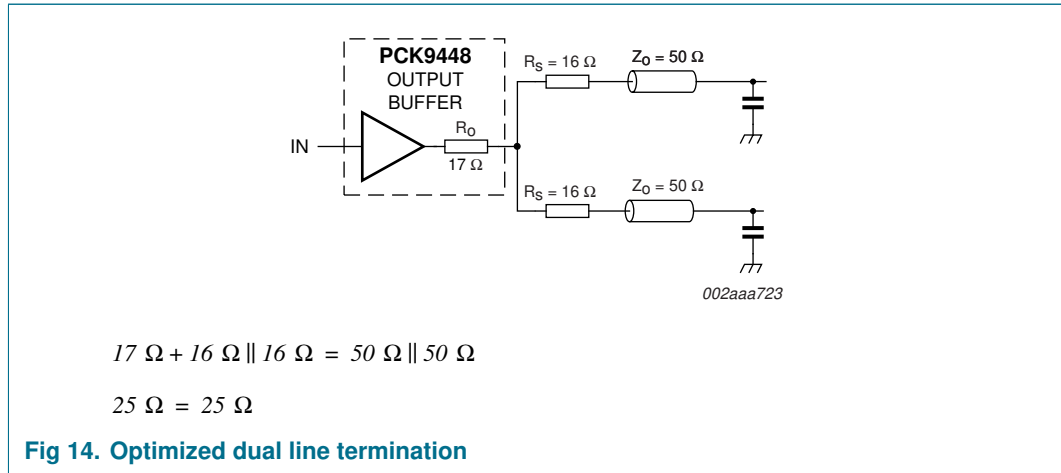 PCK9448
OUTPUT
BUFFER
IN
RO
17 Ω
RS = 16 Ω
ZO = 50 Ω
RS = 16 Ω
ZO = 50 Ω
002aaa723
17 Ω + 16 Ω || 16 Ω = 50 Ω || 50 Ω
25 Ω = 25 Ω
Fig 14. Optimized dual line termination